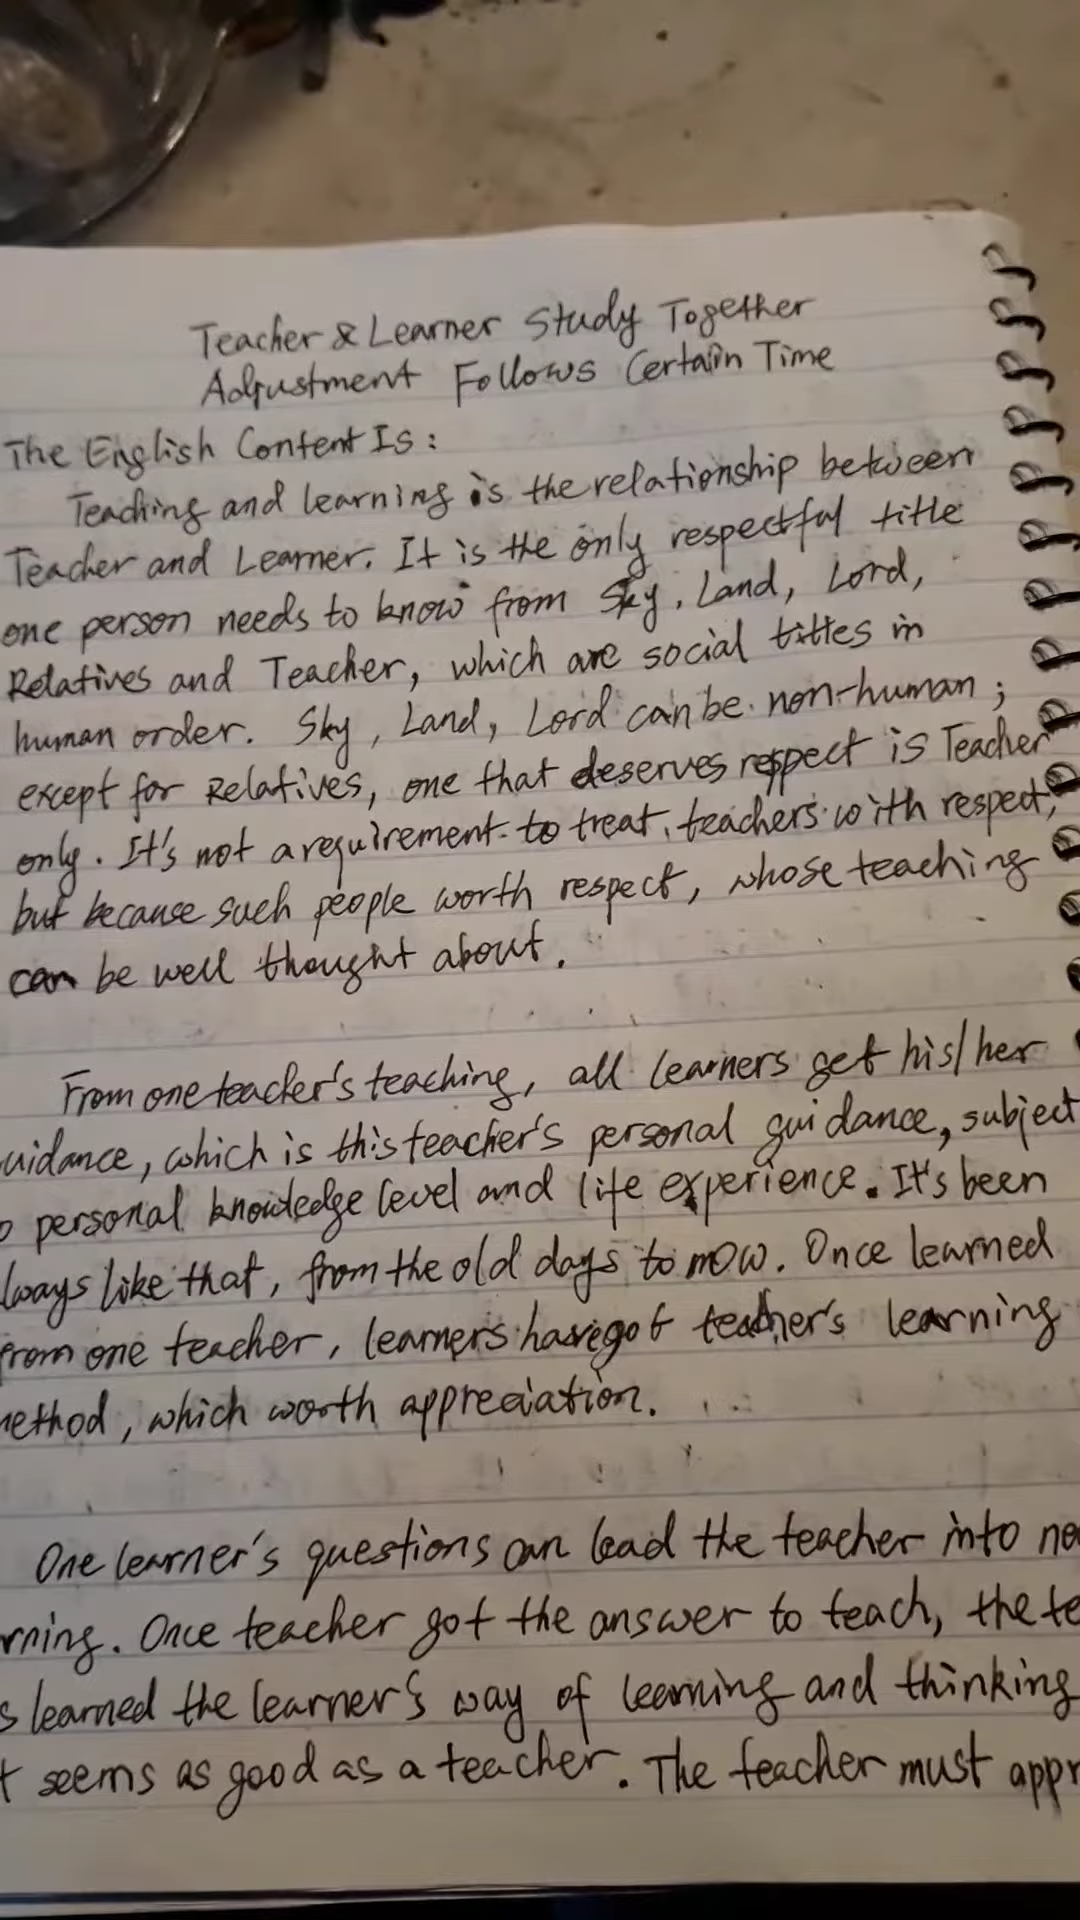 Teacher & Learner Study Together
Adjustment Follows Certain Time
The English Content Is:
Teaching and learning is the relationship between
Teacher and Learner. It is the only respectful title
one person needs to know from Sky, Land, Lord,
Relatives and Teacher, which are social titles in
human order. Sky, Land, Lord can be non-human;
except for Relatives, one that deserves respect is Teacher
only. It's not a requirement to treat teachers with respect,
but because such people worth respect, whose teaching
can be well thought about.
From one teacher's teaching, all learners get his/her
uidance, which is this teacher's personal guidance, subject
o personal knowledge level and life experience. It's been
lways like that, from the old days to now. Once learned
from one teacher, learners have got teacher's learning
ethod, which worth appreciation.
One learner's questions can lead the teacher into ne
rning. Once teacher got the answer to teach, the te
s learned the learner's way of learning and thinking
t seems as good as a teacher. The teacher must appr